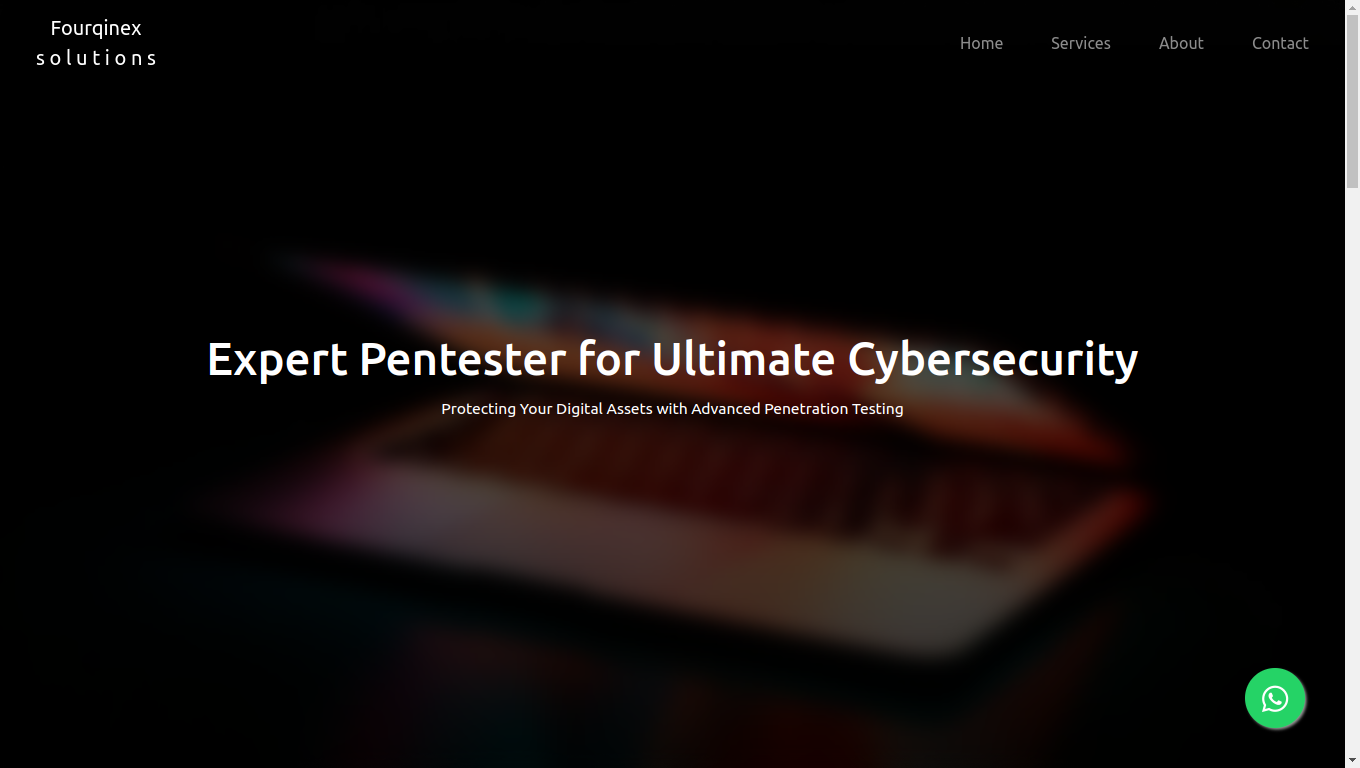 Fourqinex
solutions
Home
Services
About
Contact
Expert Pentester for Ultimate Cybersecurity
Protecting Your Digital Assets with Advanced Penetration Testing